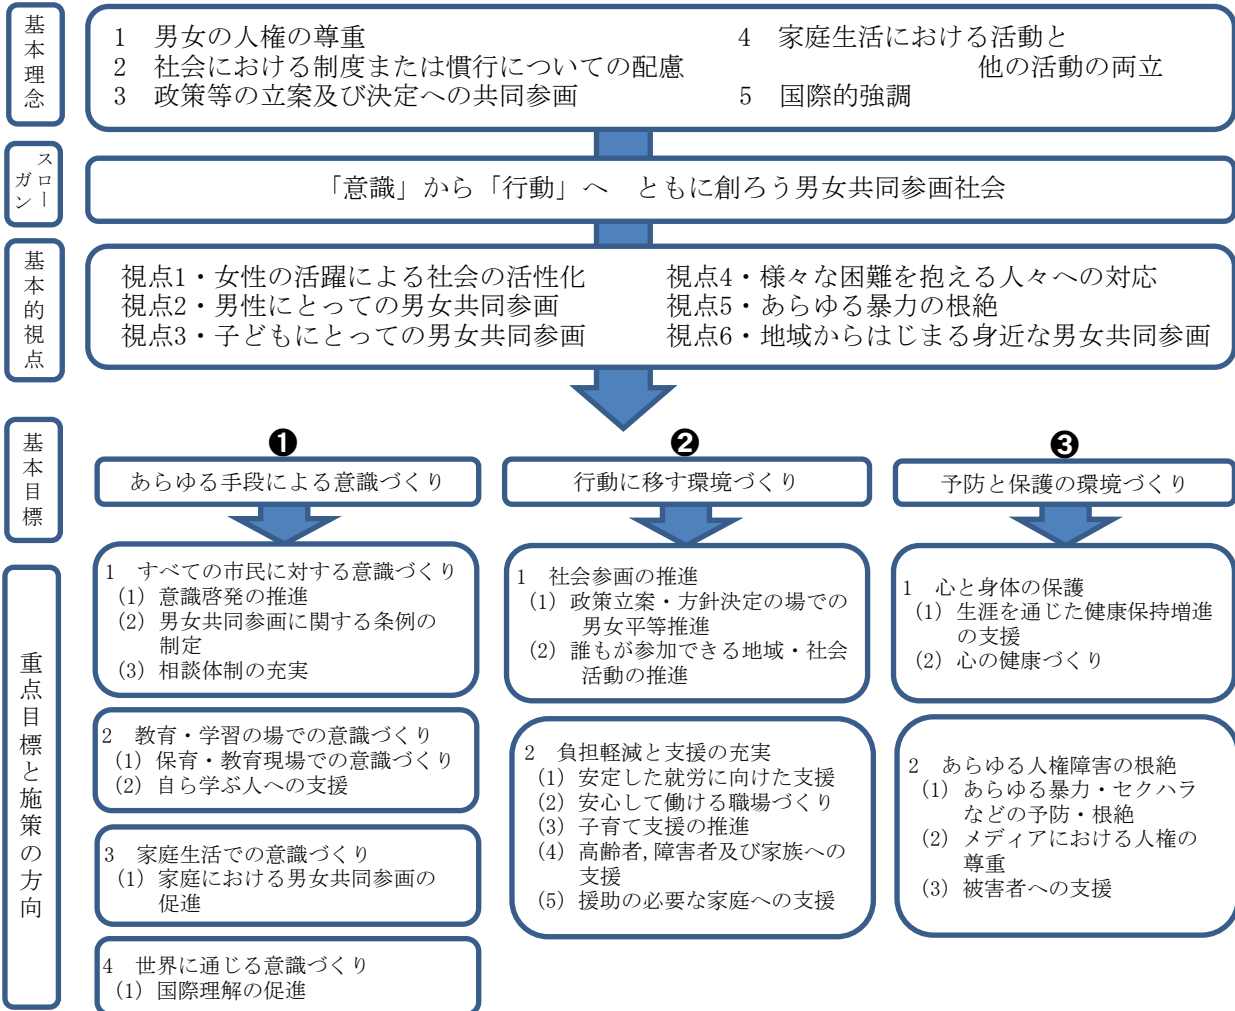 基本理念
1 男女の人権の尊重
2 社会における制度または慣行についての配慮
3 政策等の立案及び決定への共同参画
4 家庭生活における活動と
他の活動の両立
5 国際的強調
スローガン
「意識」から「行動」へ ともに創ろう男女共同参画社会
基本的視点
視点1・女性の活躍による社会の活性化
視点2・男性にとっての男女共同参画
視点3・子どもにとっての男女共同参画
視点4・様々な困難を抱える人々への対応
視点5・あらゆる暴力の根絶
視点6・地域からはじまる身近な男女共同参画
基本目標
❶
あらゆる手段による意識づくり
❷
行動に移す環境づくり
❸
予防と保護の環境づくり
重点目標と施策の方向
1 すべての市民に対する意識づくり
(1) 意識啓発の推進
(2) 男女共同参画に関する条例の
制定
(3) 相談体制の充実
2 教育・学習の場での意識づくり
(1) 保育・教育現場での意識づくり
(2) 自ら学ぶ人への支援
3 家庭生活での意識づくり
(1) 家庭における男女共同参画の
促進
4 世界に通じる意識づくり
(1) 国際理解の促進
1 社会参画の推進
(1) 政策立案・方針決定の場での
男女平等推進
(2) 誰もが参加できる地域・社会
活動の推進
2 負担軽減と支援の充実
(1) 安定した就労に向けた支援
(2) 安心して働ける職場づくり
(3) 子育て支援の推進
(4) 高齢者,障害者及び家族への
支援
(5) 援助の必要な家庭への支援
1 心と身体の保護
(1) 生涯を通じた健康保持増進
の支援
(2) 心の健康づくり
2 あらゆる人権障害の根絶
(1) あらゆる暴力・セクハラ
などの予防・根絶
(2) メディアにおける人権の
尊重
(3) 被害者への支援